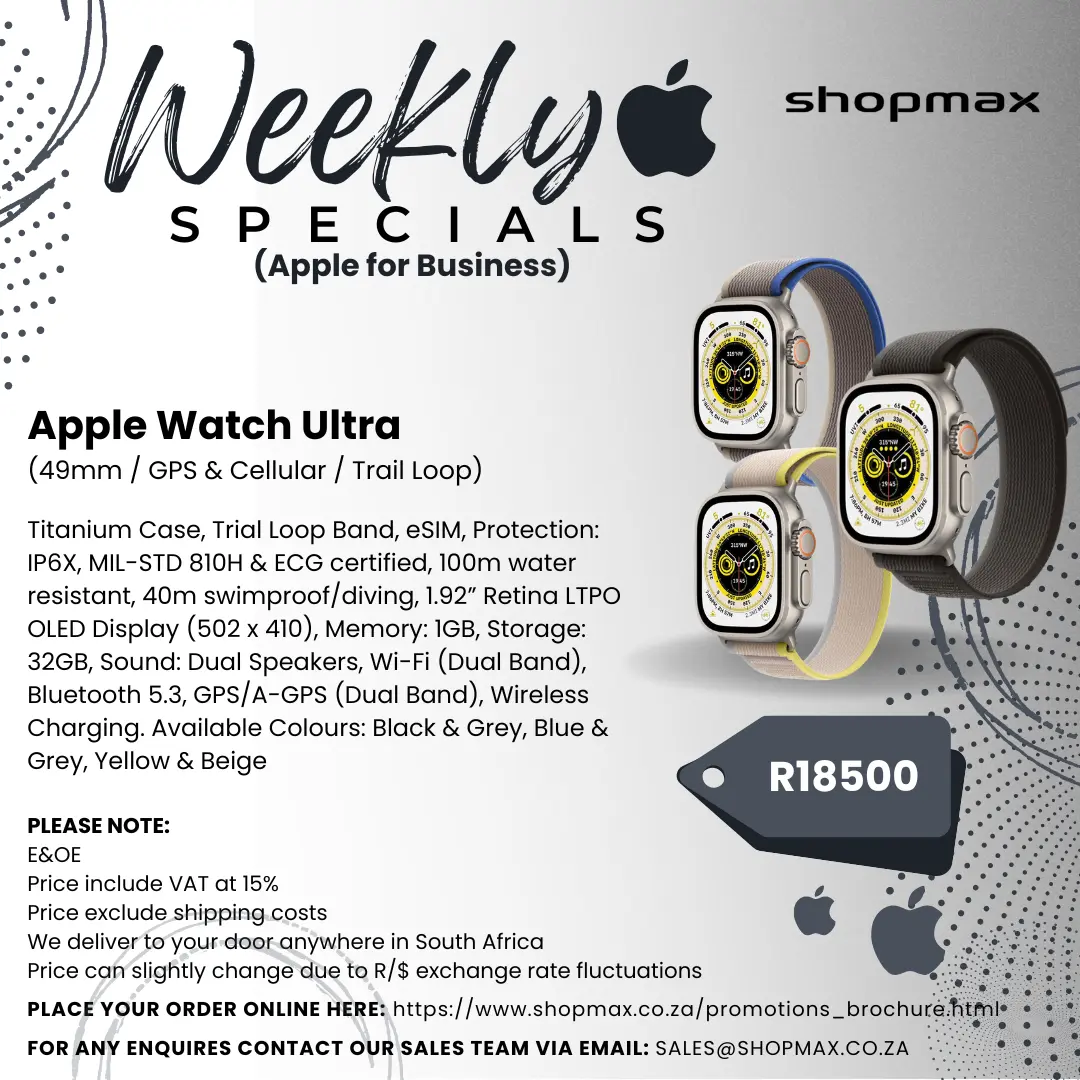 Weekly
shopmax
SPECIALS
(Apple for Business)
Apple Watch Ultra
(49mm / GPS & Cellular / Trail Loop)
Titanium Case, Trial Loop Band, eSIM, Protection:
IP6X, MIL-STD 810H & ECG certified, 100m water
resistant, 40m swimproof/diving, 1.92” Retina LTPO
OLED Display (502 x 410), Memory: 1GB, Storage:
32GB, Sound: Dual Speakers, Wi-Fi (Dual Band),
Bluetooth 5.3, GPS/A-GPS (Dual Band), Wireless
Charging. Available Colours: Black & Grey, Blue &
Grey, Yellow & Beige
R18500
PLEASE NOTE:
E&OE
Price include VAT at 15%
Price exclude shipping costs
We deliver to your door anywhere in South Africa
Price can slightly change due to R/$ exchange rate fluctuations
PLACE YOUR ORDER ONLINE HERE: https://www.shopmax.co.za/promotions_brochure.html
FOR ANY ENQUIRES CONTACT OUR SALES TEAM VIA EMAIL: SALES@SHOPMAX.CO.ZA